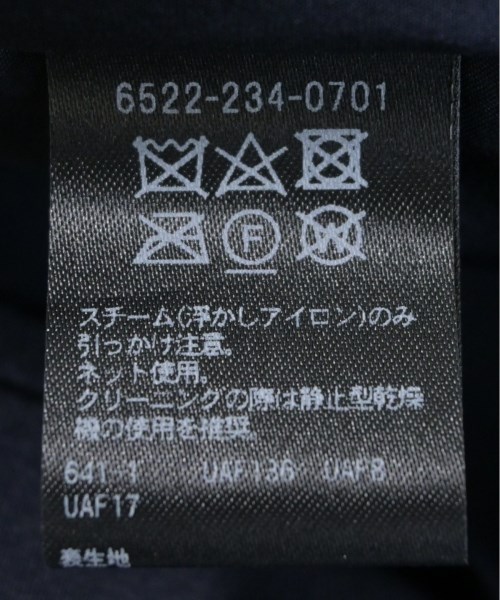 6522-234-0701
F
W
スチーム(浮かしアイロン)のみ
引っかけ注意。
ネット使用。
クリーニングの際は静止型乾燥
機の使用を推奨。
641-1 UAF136 UAF8
UAF17
表生地